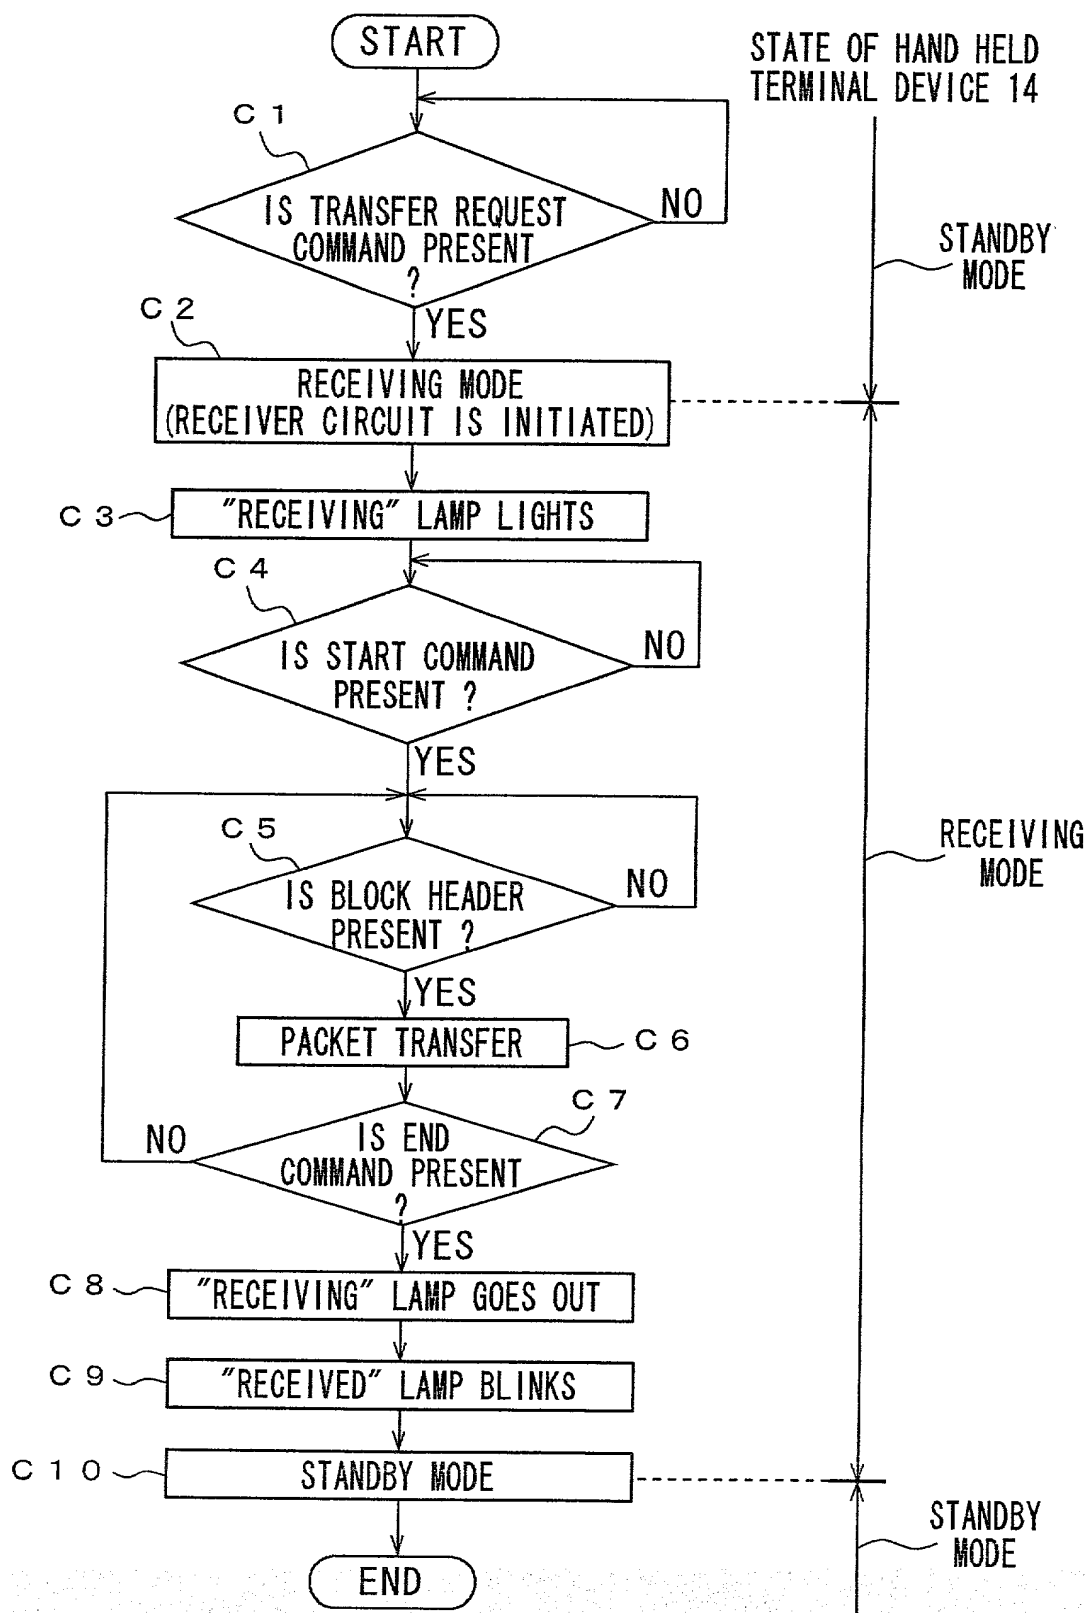 START
STATE OF HAND HELD
TERMINAL DEVICE 14
C 1
IS TRANSFER REQUEST
COMMAND PRESENT
?
NO
STANDBY
MODE
YES
C 2
RECEIVING MODE
(RECEIVER CIRCUIT IS INITIATED)
C 3
"RECEIVING" LAMP LIGHTS
C 4
IS START COMMAND
PRESENT ?
NO
YES
C 5
IS BLOCK HEADER
PRESENT ?
NO
RECEIVING
MODE
YES
PACKET TRANSFER
C 6
C 7
IS END
COMMAND PRESENT
?
NO
YES
C 8
"RECEIVING" LAMP GOES OUT
C 9
"RECEIVED" LAMP BLINKS
C 1 0
STANDBY MODE
STANDBY
MODE
END